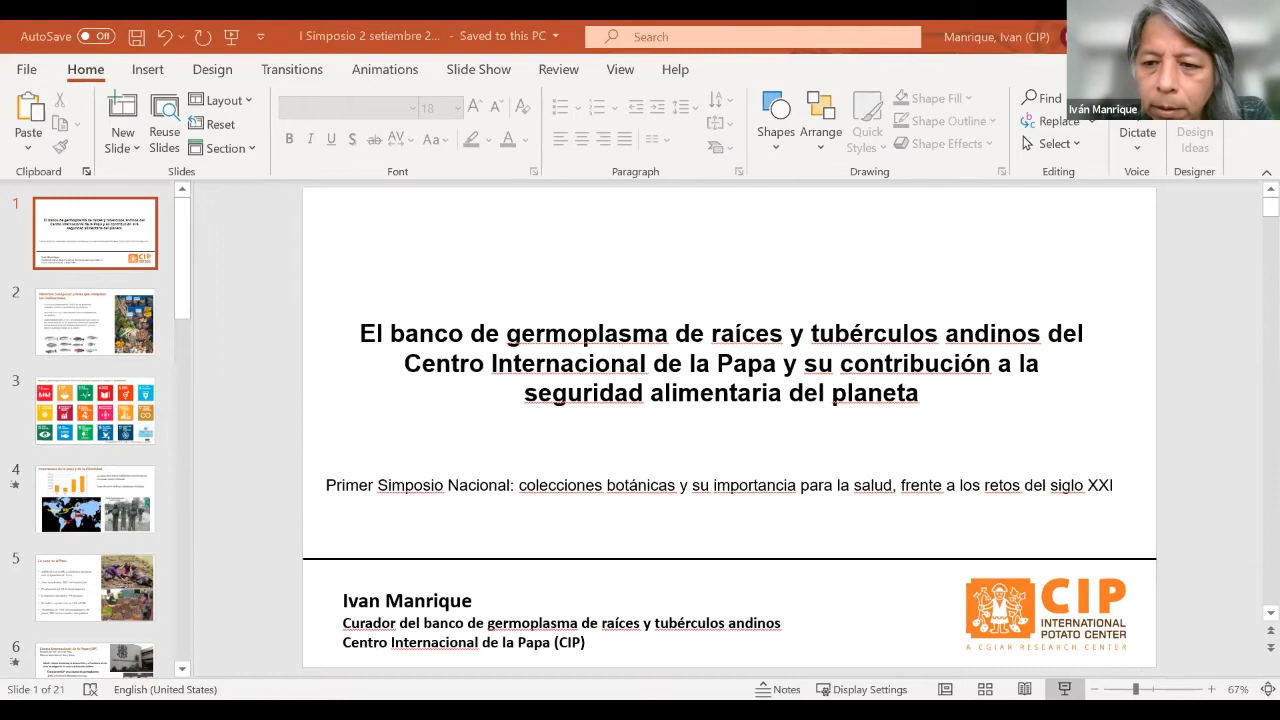 AutoSave Off I Simposio 2 setiembre 2... - Saved to this PC Search Manrique, Ivan (CIP)
File Home Insert Design Transitions Animations Slide Show Review View Help
Iván Manrique
Paste New Slide Reuse Slides Layout Reset Section 18 Shapes Arrange Quick Styles Shape Fill Shape Outline Shape Effects Find Replace Select Dictate Design Ideas
Clipboard Slides Font Paragraph Drawing Editing Voice Designer
1
2
3
4
5
El banco de germoplasma de raíces y tubérculos andinos del
Centro Internacional de la Papa y su contribución a la
seguridad alimentaria del planeta
Primer Simposio Nacional: colecciones botánicas y su importancia para la salud, frente a los retos del siglo XXI
Ivan Manrique
Curador del banco de germoplasma de raíces y tubérculos andinos
Centro Internacional de la Papa (CIP)
CIP
INTERNATIONAL
POTATO CENTER
A CGIAR RESEARCH CENTER
Slide 1 of 21 English (United States) Notes Display Settings 67%